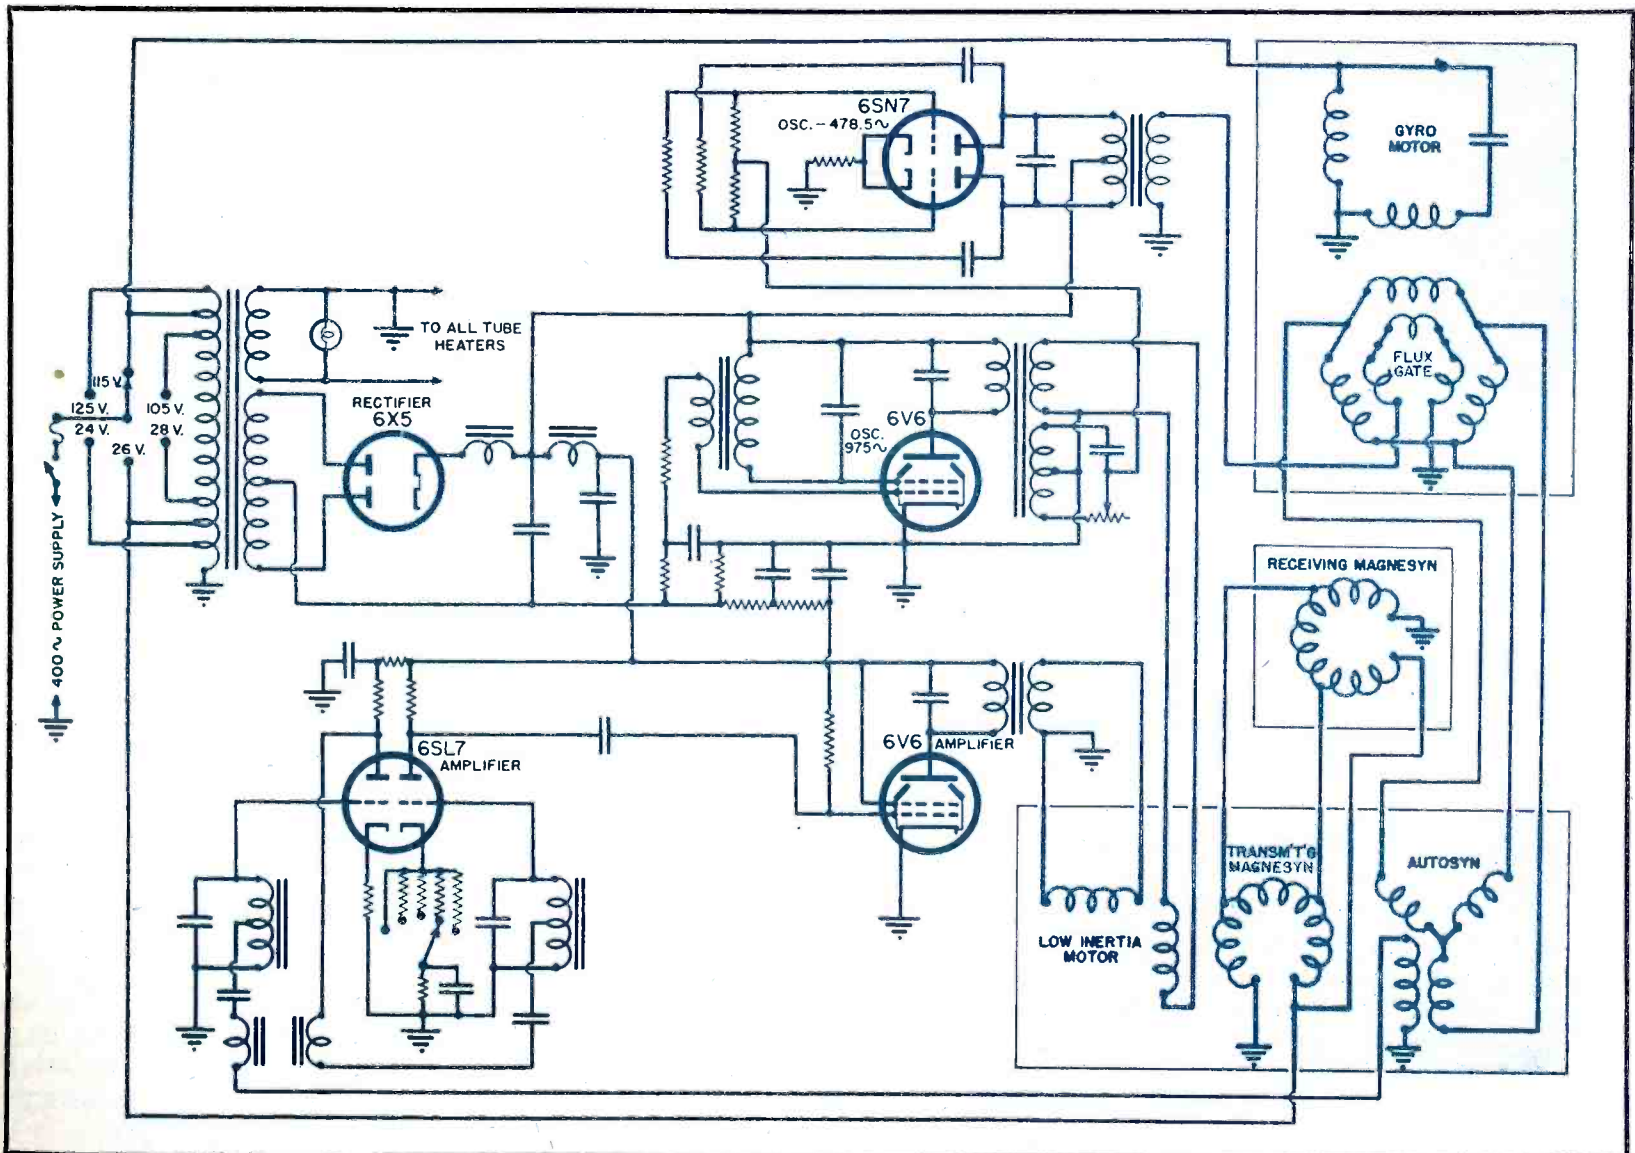 6SN7
OSC.-478.5~
GYRO
MOTOR
TO ALL TUBE
HEATERS
FLUX
GATE
115 V.
125 V.
105 V.
24 V.
28 V.
26 V.
RECTIFIER
6X5
6V6
OSC.
975~
400~ POWER SUPPLY
RECEIVING MAGNESYN
6SL7
AMPLIFIER
6V6 AMPLIFIER
TRANSM'T'G
MAGNESYN
AUTOSYN
LOW INERTIA
MOTOR